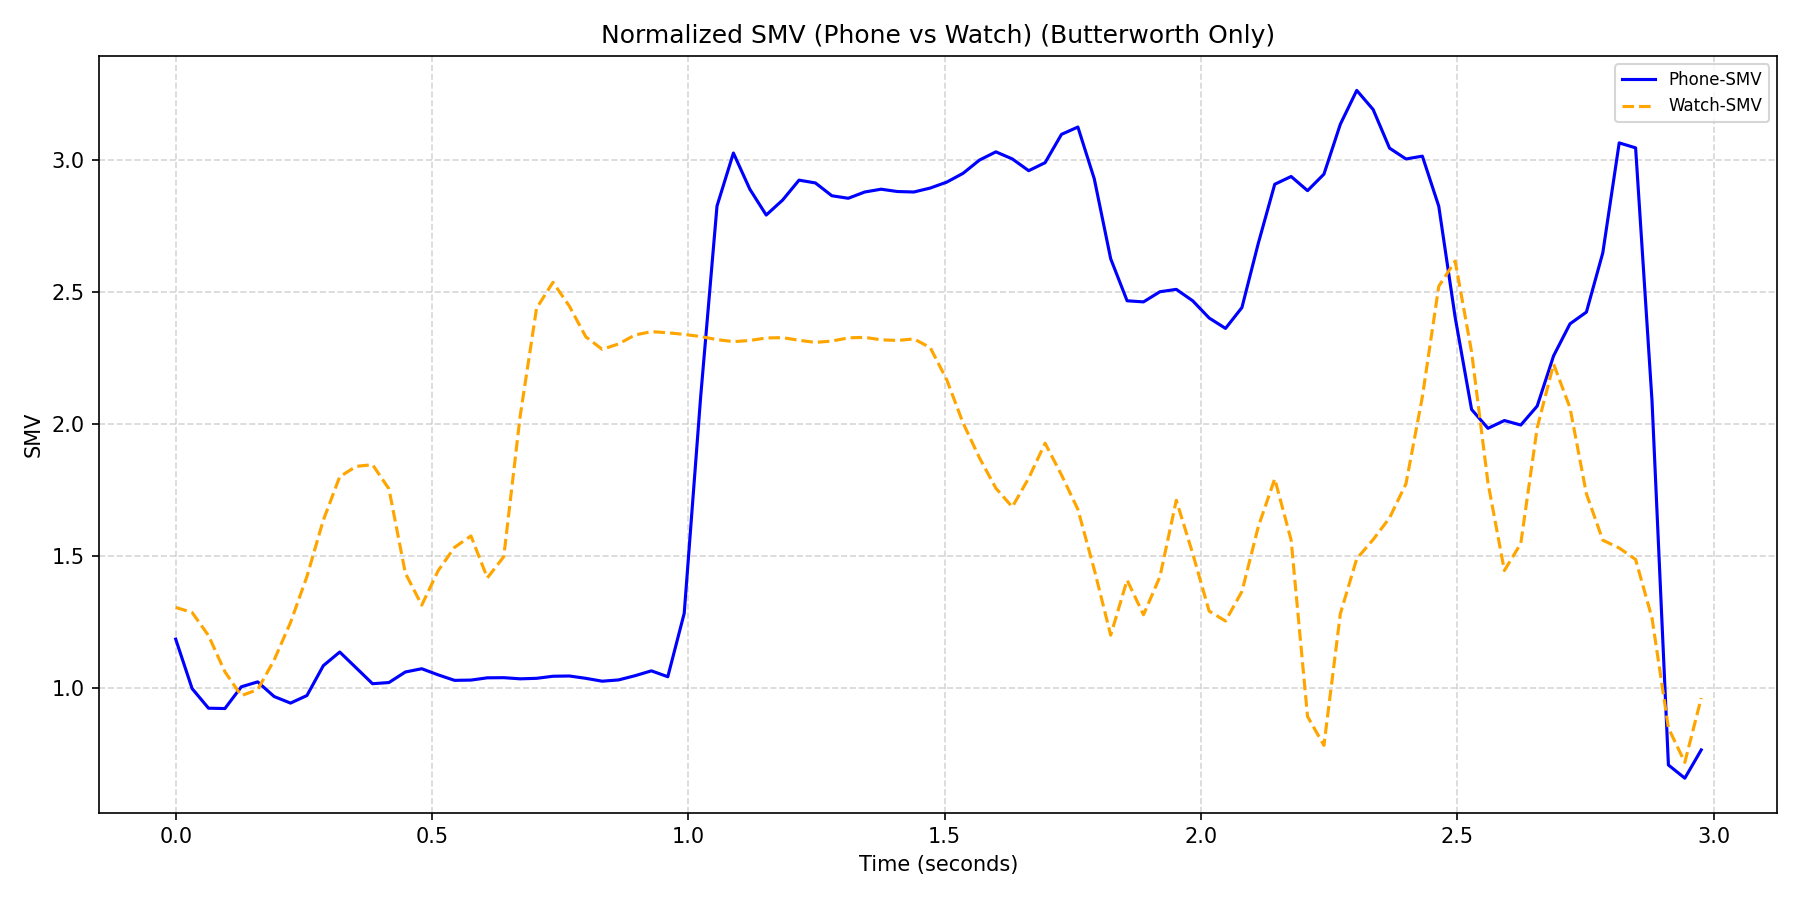 Normalized SMV (Phone vs Watch) (Butterworth Only)
Phone-SMV
Watch-SMV
SMV
3.0
2.5
2.0
1.5
1.0
0.0 0.5 1.0 1.5 2.0 2.5 3.0
Time (seconds)